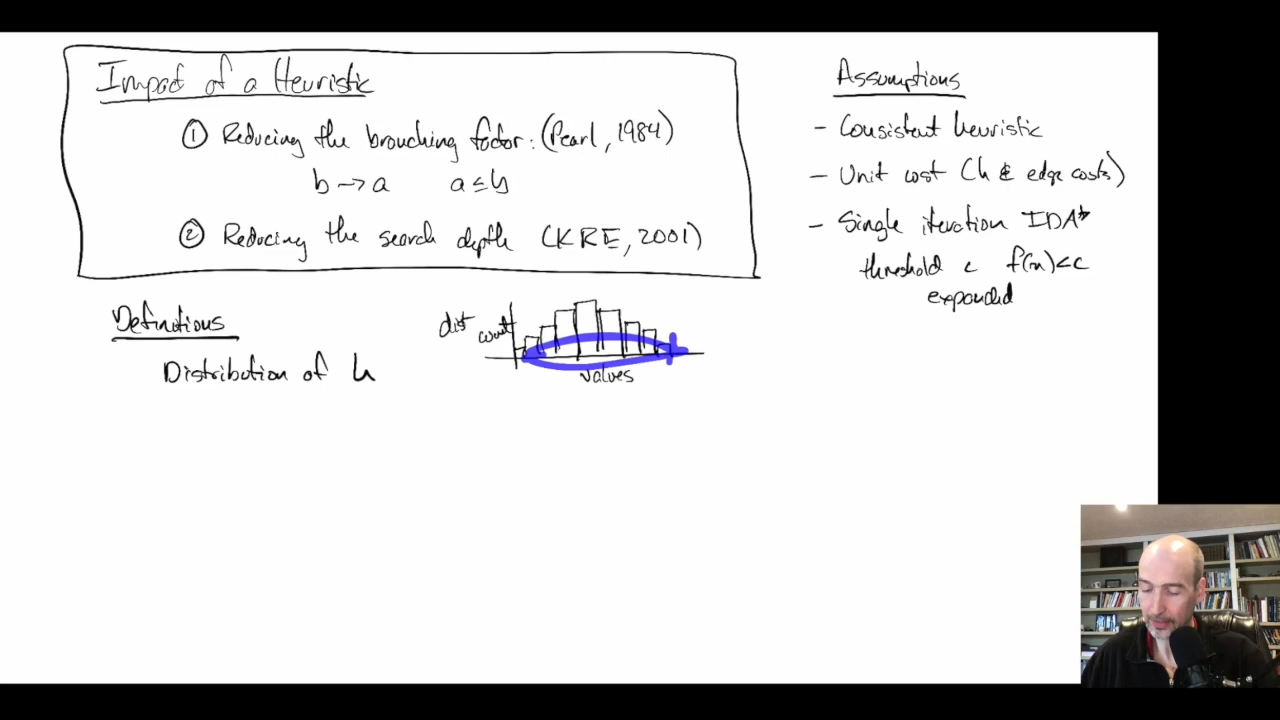 Impact of a Heuristic
① Reducing the branching factor: (Pearl, 1984)
b → a a ≤ b
② Reducing the search depth (KRE, 2001)
Definitions
Distribution of h
dist
count
values
Assumptions
- Consistent heuristic
- Unit cost (h & edge costs)
- Single iteration IDA*
threshold c f(n)<c
expanded